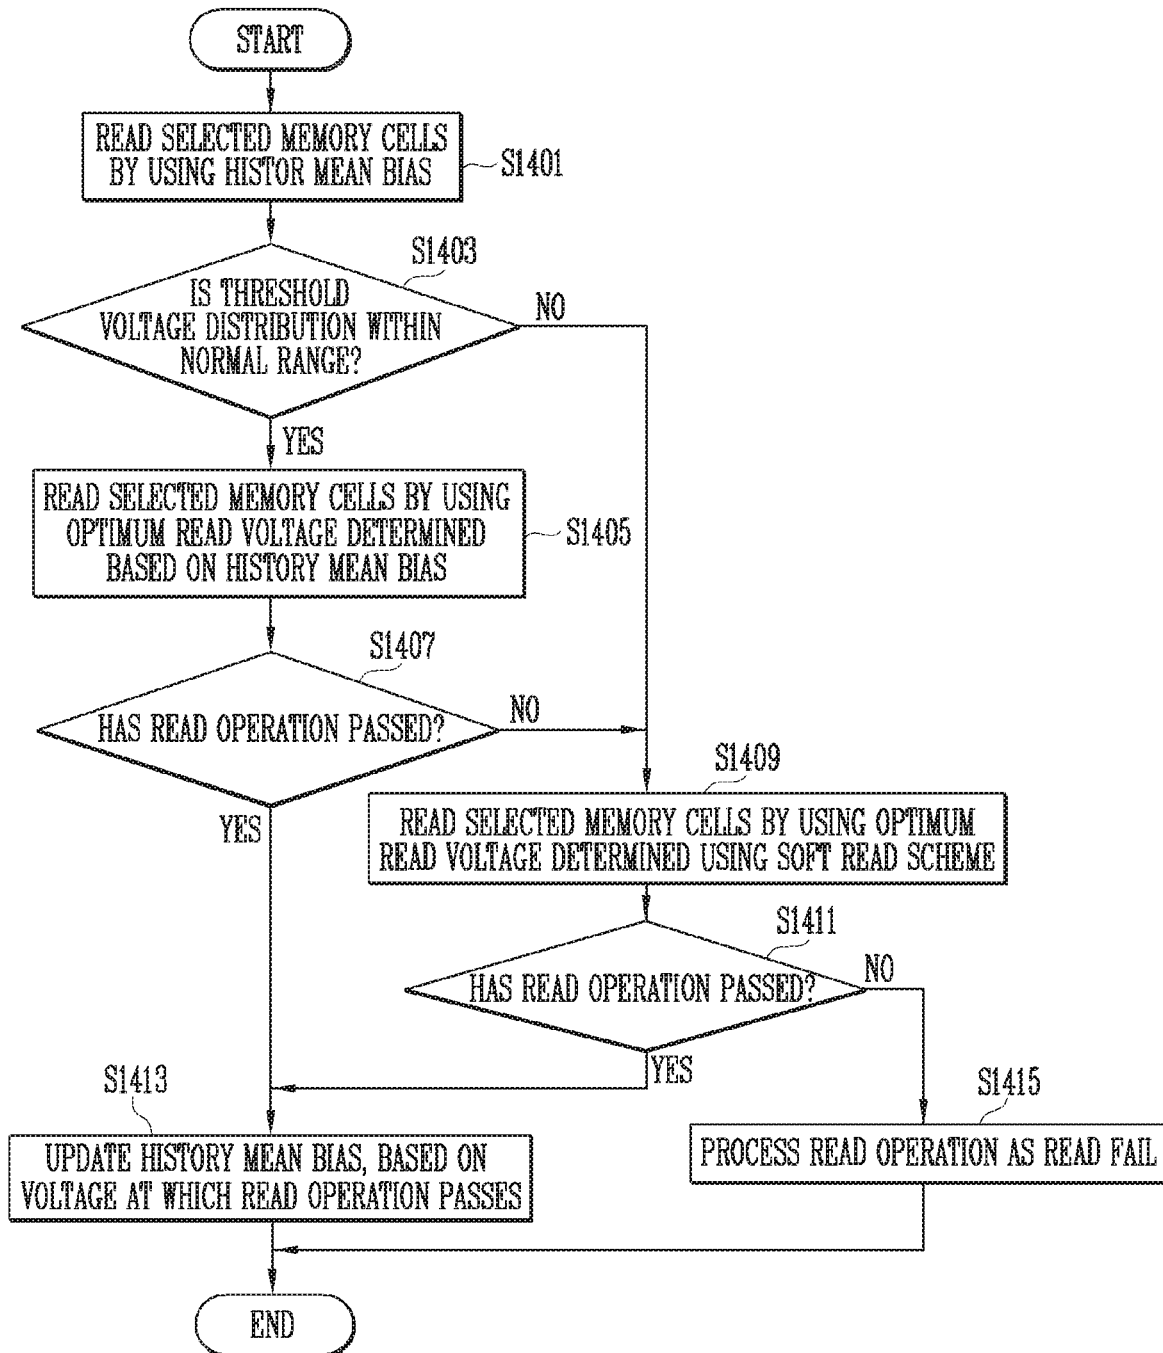 START
READ SELECTED MEMORY CELLS
BY USING HISTOR MEAN BIAS
S1401
S1403
IS THRESHOLD
VOLTAGE DISTRIBUTION WITHIN
NORMAL RANGE?
NO
YES
READ SELECTED MEMORY CELLS BY USING
OPTIMUM READ VOLTAGE DETERMINED
BASED ON HISTORY MEAN BIAS
S1405
S1407
HAS READ OPERATION PASSED?
NO
YES
S1409
READ SELECTED MEMORY CELLS BY USING OPTIMUM
READ VOLTAGE DETERMINED USING SOFT READ SCHEME
S1411
HAS READ OPERATION PASSED?
NO
YES
S1413
UPDATE HISTORY MEAN BIAS, BASED ON
VOLTAGE AT WHICH READ OPERATION PASSES
S1415
PROCESS READ OPERATION AS READ FAIL
END